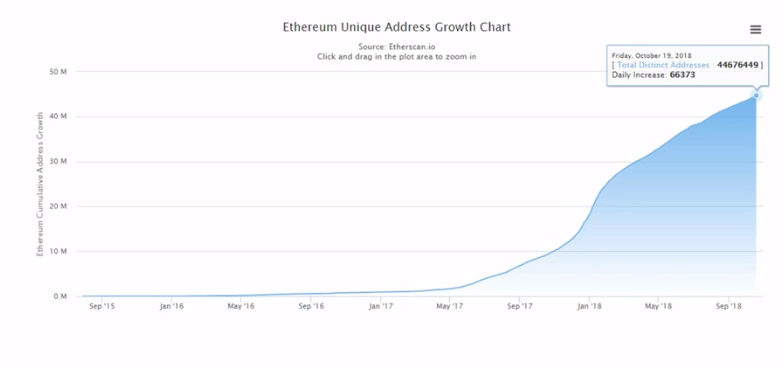 Ethereum Unique Address Growth Chart
Source: Etherscan.io
Click and drag in the plot area to zoom in
Friday, October 19, 2018
[ Total Distinct Addresses : 44676449 ]
Daily Increase: 66373
Ethereum Cumulative Address Growth
50 M
40 M
30 M
20 M
10 M
0 M
Sep '15 Jan '16 May '16 Sep '16 Jan '17 May '17 Sep '17 Jan '18 May '18 Sep '18